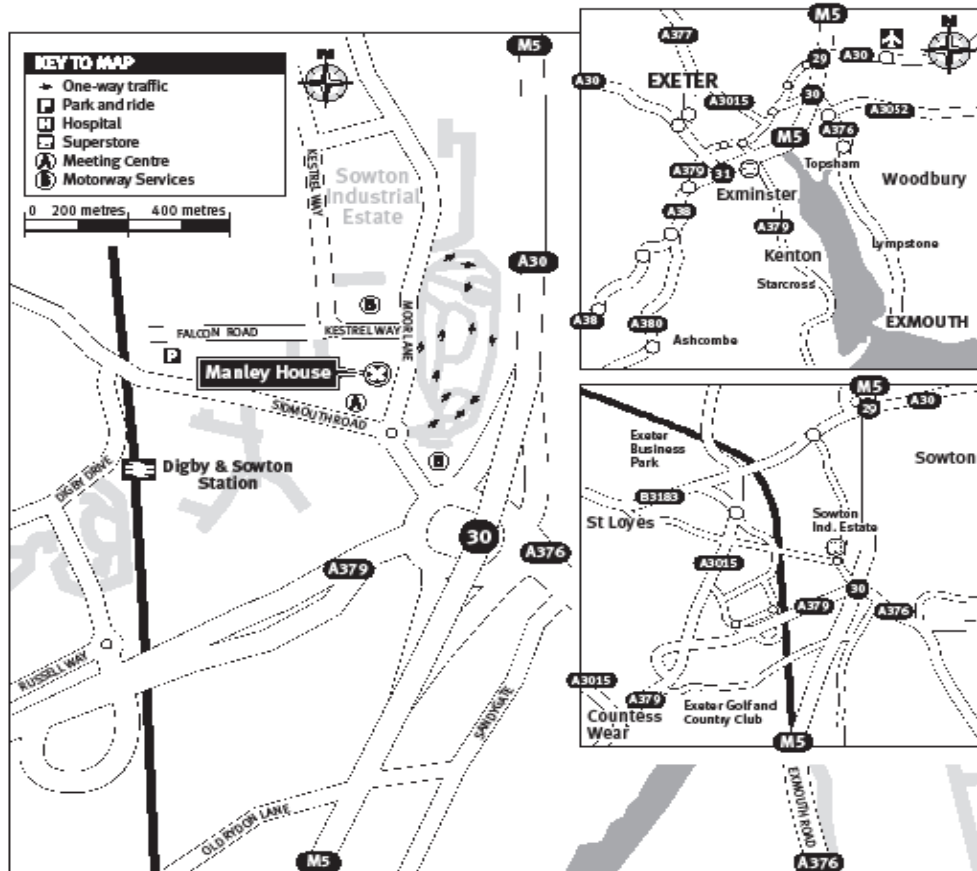 KEY TO MAP
One-way traffic
P Park and ride
H Hospital
Superstore
A Meeting Centre
B Motorway Services
0 200 metres 400 metres
N
M5
KESTREL WAY
Sowton
Industrial
Estate
A30
B
MOOR LANE
FALCON ROAD
KESTREL WAY
P
Manley House
A
SIDMOUTH ROAD
B
Digby & Sowton
Station
DIGBY DRIVE
30
A376
A379
RUSSELL WAY
SANDYGATE
OLD RYDON LANE
M5
M5
N
A377
29
A30
A30
EXETER
30
A3015
A3052
M5
A376
Topsham
A379
31
Exminster
Woodbury
A38
A379
Lympstone
Kenton
Starcross
A38
A380
EXMOUTH
Ashcombe
M5
29
A30
Exeter
Business
Park
Sowton
B3183
St Loyes
Sowton
Ind. Estate
A3015
30
A379
A376
A3015
A379
Exeter Golf and
Country Club
Countess
Wear
M5
EXMOUTH ROAD
A376